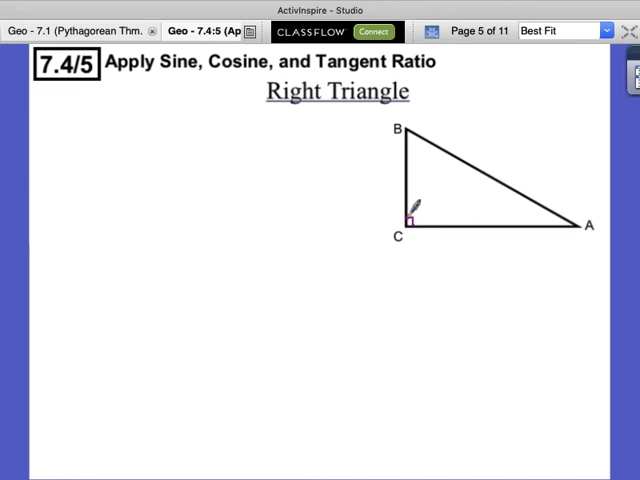 ActivInspire - Studio
Geo - 7.1 (Pythagorean Thm.
Geo - 7.4:5 (Ap
CLASSFLOW
Connect
Page 5 of 11
Best Fit
7.4/5 Apply Sine, Cosine, and Tangent Ratio
Right Triangle
B
A
C